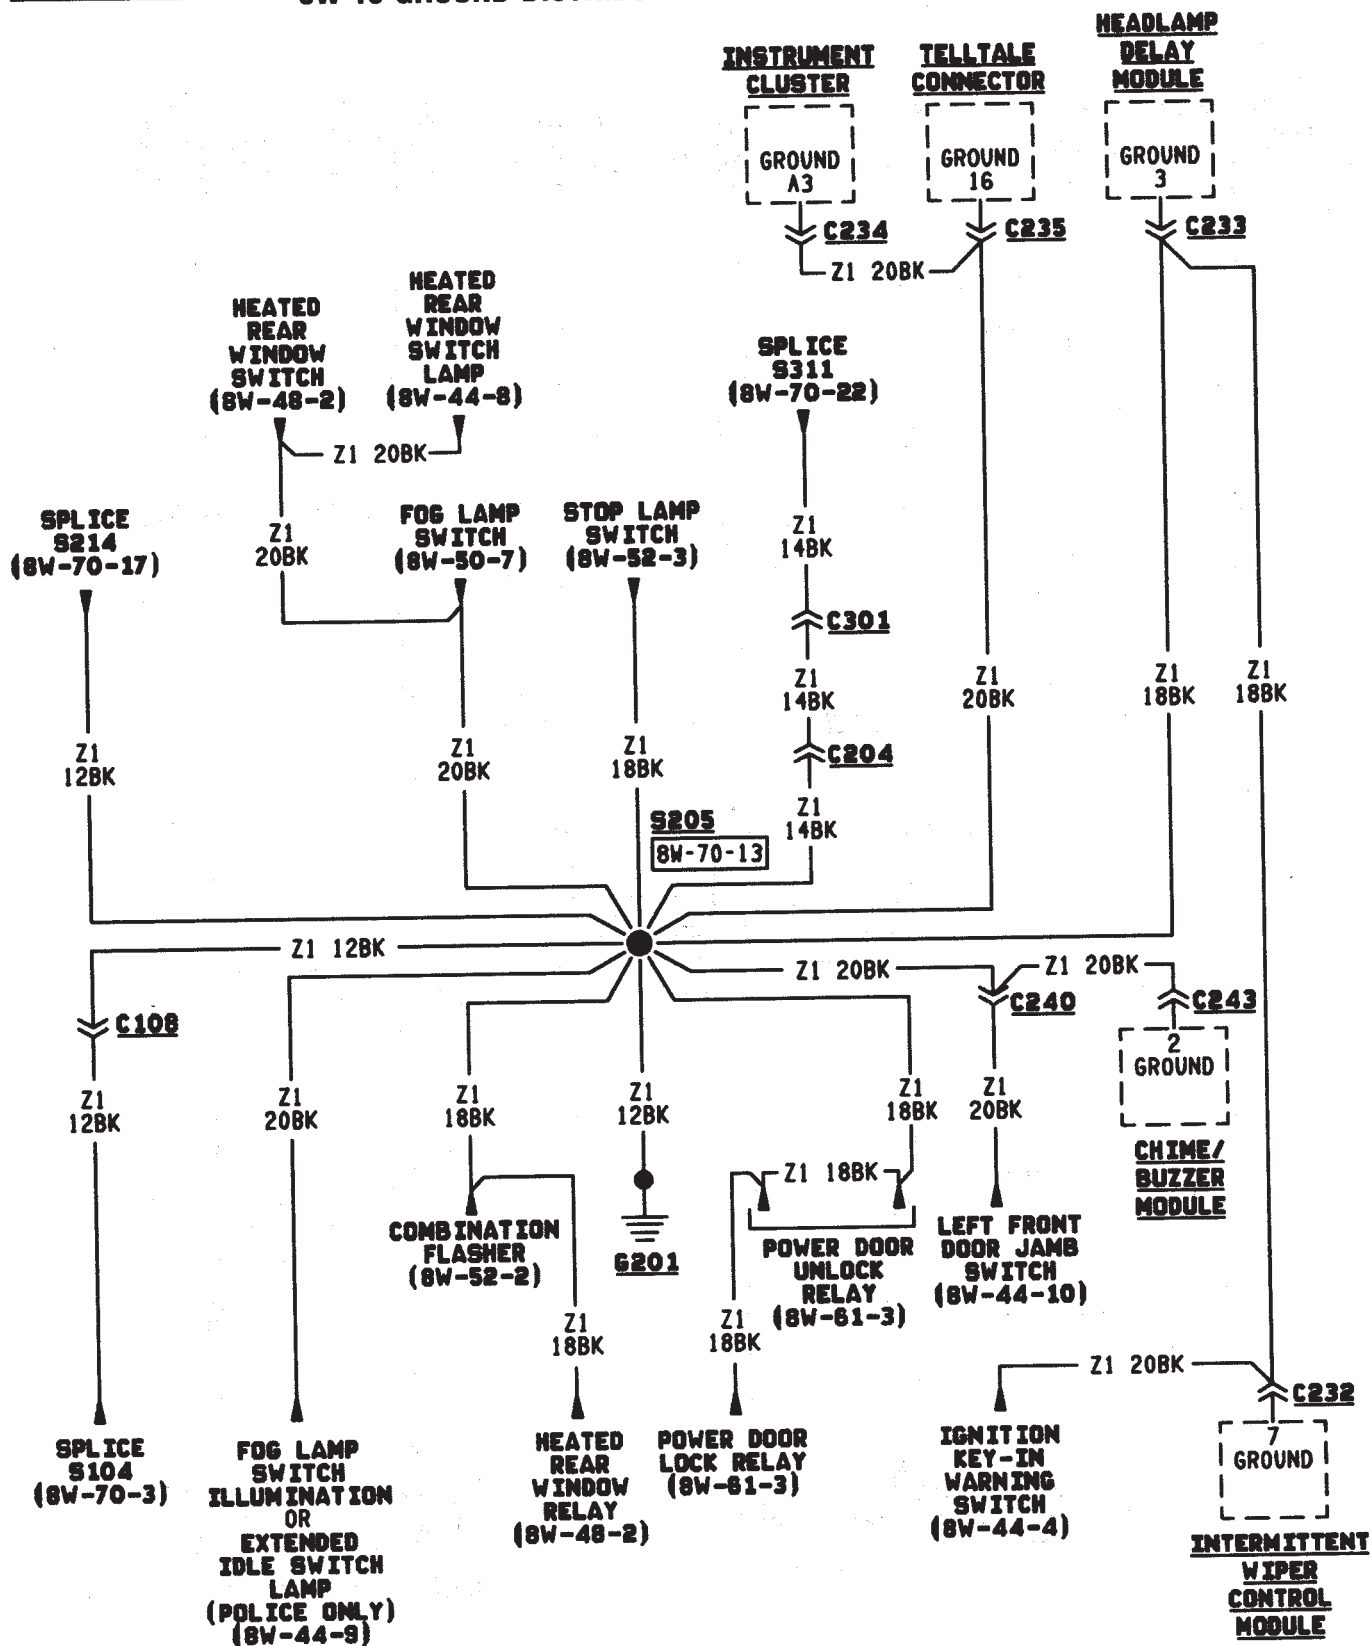 HEADLAMP
DELAY
MODULE
INSTRUMENT
CLUSTER
TELLTALE
CONNECTOR
GROUND
A3
GROUND
16
GROUND
3
C234
C235
C233
Z1 20BK
HEATED
REAR
WINDOW
SWITCH
(8W-48-2)
HEATED
REAR
WINDOW
SWITCH
LAMP
(8W-44-8)
Z1 20BK
SPLICE
S311
(8W-70-22)
SPLICE
S214
(8W-70-17)
Z1
20BK
FOG LAMP
SWITCH
(8W-50-7)
STOP LAMP
SWITCH
(8W-52-3)
Z1
14BK
C301
Z1
14BK
Z1
20BK
Z1
18BK
Z1
18BK
Z1
12BK
Z1
20BK
Z1
18BK
C204
Z1
14BK
S205
8W-70-13
Z1 12BK
Z1 20BK
Z1 20BK
C108
C240
C243
2
GROUND
CHIME/
BUZZER
MODULE
Z1
12BK
Z1
20BK
Z1
18BK
Z1
12BK
Z1
18BK
Z1
20BK
Z1 18BK
COMBINATION
FLASHER
(8W-52-2)
G201
POWER DOOR
UNLOCK
RELAY
(8W-61-3)
LEFT FRONT
DOOR JAMB
SWITCH
(8W-44-10)
Z1
18BK
Z1
18BK
Z1 20BK
C232
7
GROUND
SPLICE
S104
(8W-70-3)
FOG LAMP
SWITCH
ILLUMINATION
OR
EXTENDED
IDLE SWITCH
LAMP
(POLICE ONLY)
(8W-44-9)
HEATED
REAR
WINDOW
RELAY
(8W-48-2)
POWER DOOR
LOCK RELAY
(8W-61-3)
IGNITION
KEY-IN
WARNING
SWITCH
(8W-44-4)
INTERMITTENT
WIPER
CONTROL
MODULE